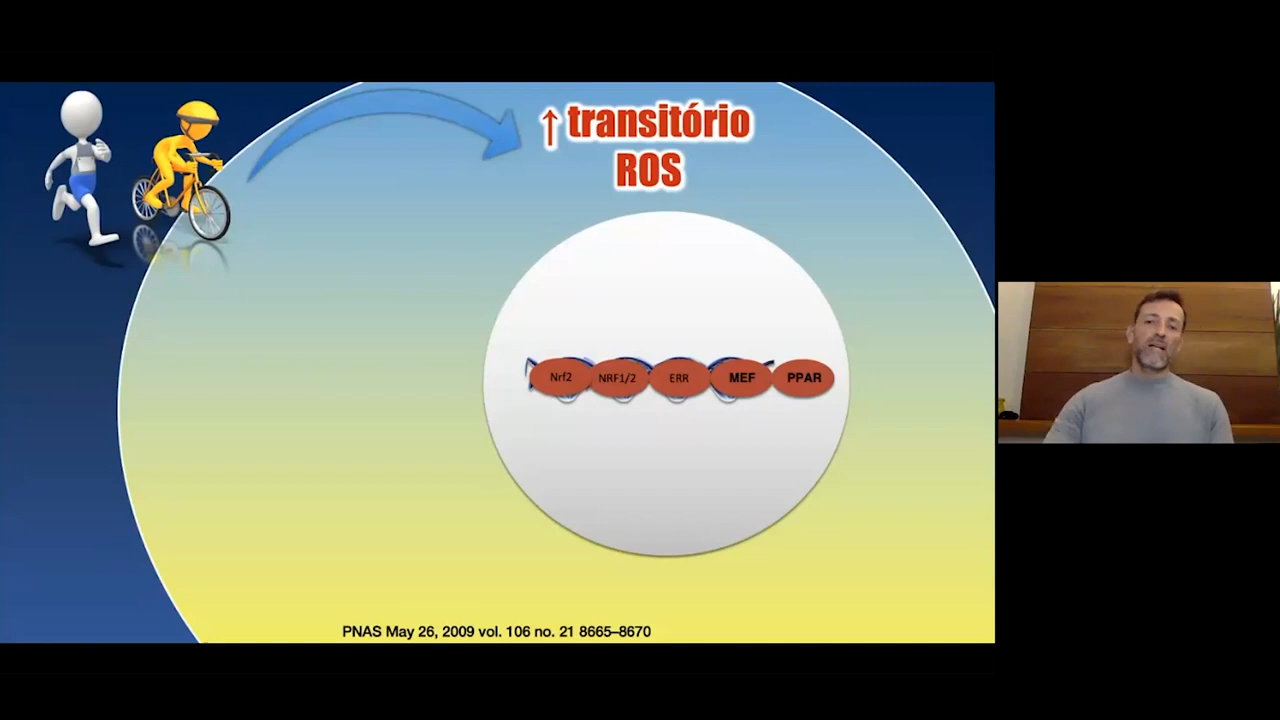 ↑ transitório
ROS
Nrf2 NRF1/2 ERR MEF PPAR
PNAS May 26, 2009 vol. 106 no. 21 8665–8670